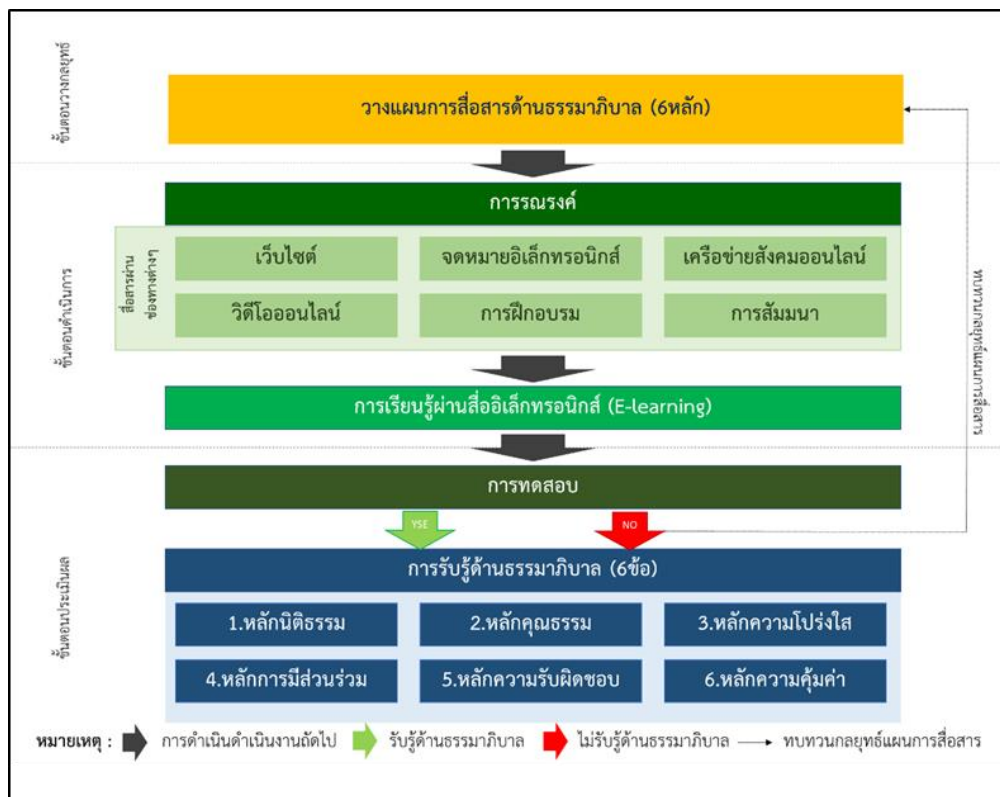 ขั้นตอนวางกลยุทธ์
วางแผนการสื่อสารด้านธรรมาภิบาล (6หลัก)
ขั้นตอนดำเนินการ
การรณรงค์
สื่อสารผ่าน
ช่องทางต่างๆ
เว็บไซต์
จดหมายอิเล็กทรอนิกส์
เครือข่ายสังคมออนไลน์
วิดีโอออนไลน์
การฝึกอบรม
การสัมมนา
การเรียนรู้ผ่านสื่ออิเล็กทรอนิกส์ (E-learning)
ทบทวนกลยุทธ์แผนการสื่อสาร
ขั้นตอนประเมินผล
การทดสอบ
YSE
NO
การรับรู้ด้านธรรมาภิบาล (6ข้อ)
1.หลักนิติธรรม
2.หลักคุณธรรม
3.หลักความโปร่งใส
4.หลักการมีส่วนร่วม
5.หลักความรับผิดชอบ
6.หลักความคุ้มค่า
หมายเหตุ : การดำเนินดำเนินงานถัดไป รับรู้ด้านธรรมาภิบาล ไม่รับรู้ด้านธรรมาภิบาล ทบทวนกลยุทธ์แผนการสื่อสาร